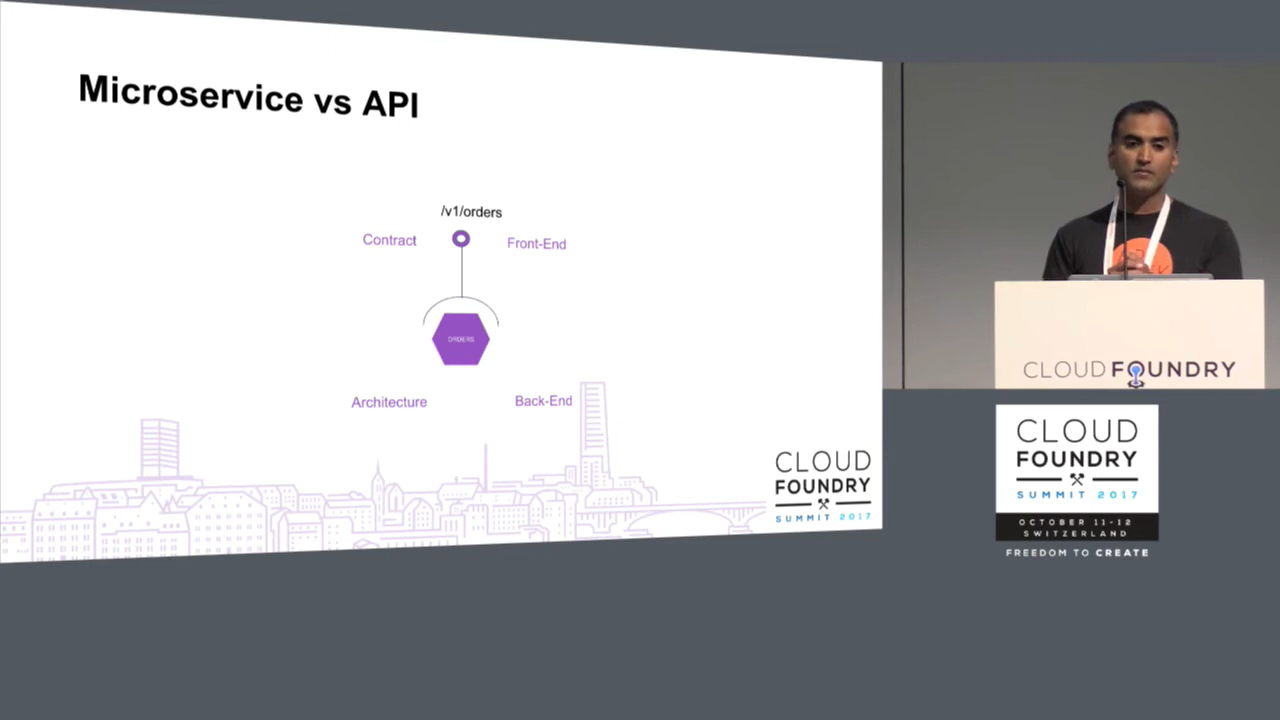 Microservice vs API
/v1/orders
Contract
Front-End
ORDERS
Architecture
Back-End
CLOUD
FOUNDRY
SUMMIT 2017
CLOUD FOUNDRY
CLOUD
FOUNDRY
SUMMIT 2017
OCTOBER 11-12
SWITZERLAND
FREEDOM TO CREATE